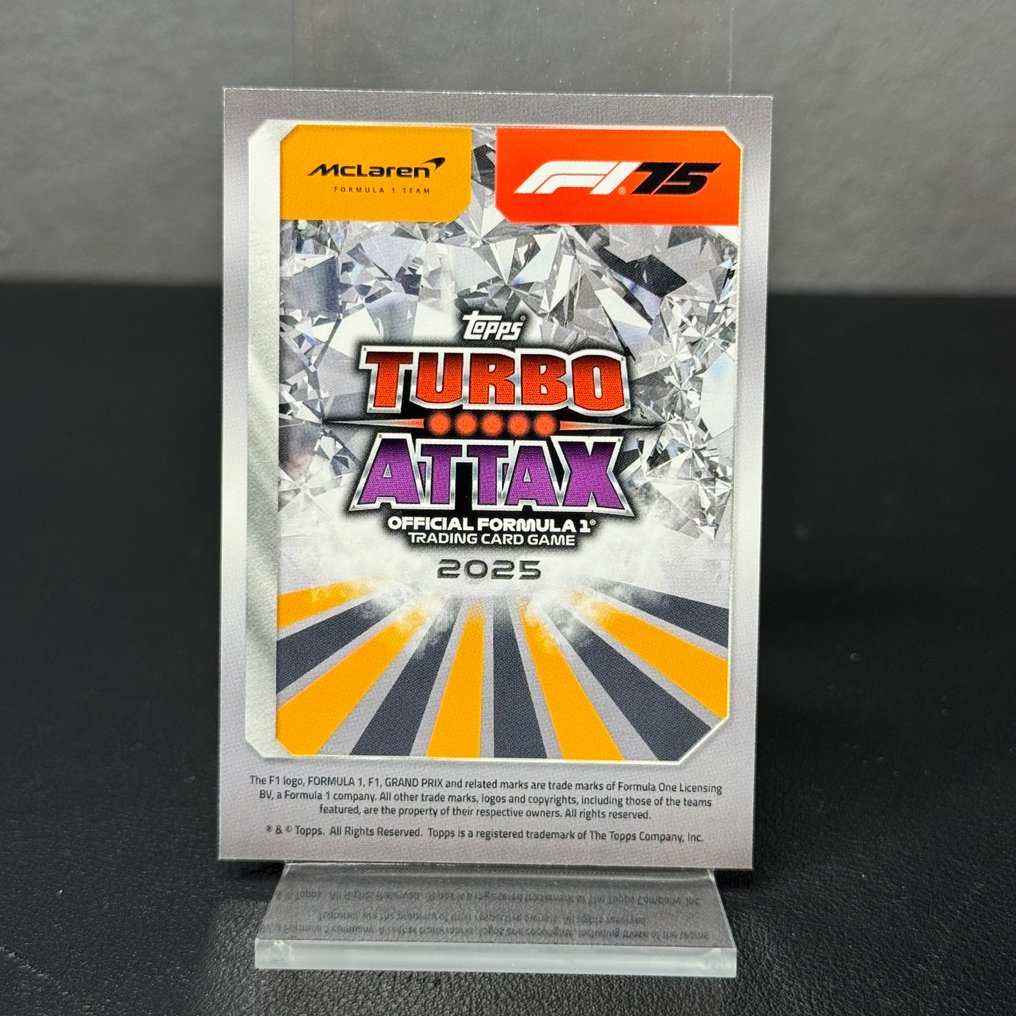 McLaren
FORMULA 1 TEAM
F1® 75
topps
TURBO
ATTAX
OFFICIAL FORMULA 1®
TRADING CARD GAME
2025
The F1 logo, FORMULA 1, F1, GRAND PRIX and related marks are trade marks of Formula One Licensing
BV, a Formula 1 company. All other trade marks, logos and copyrights, including those of the teams
featured, are the property of their respective owners. All rights reserved.
® & © Topps. All Rights Reserved. Topps is a registered trademark of The Topps Company, Inc.